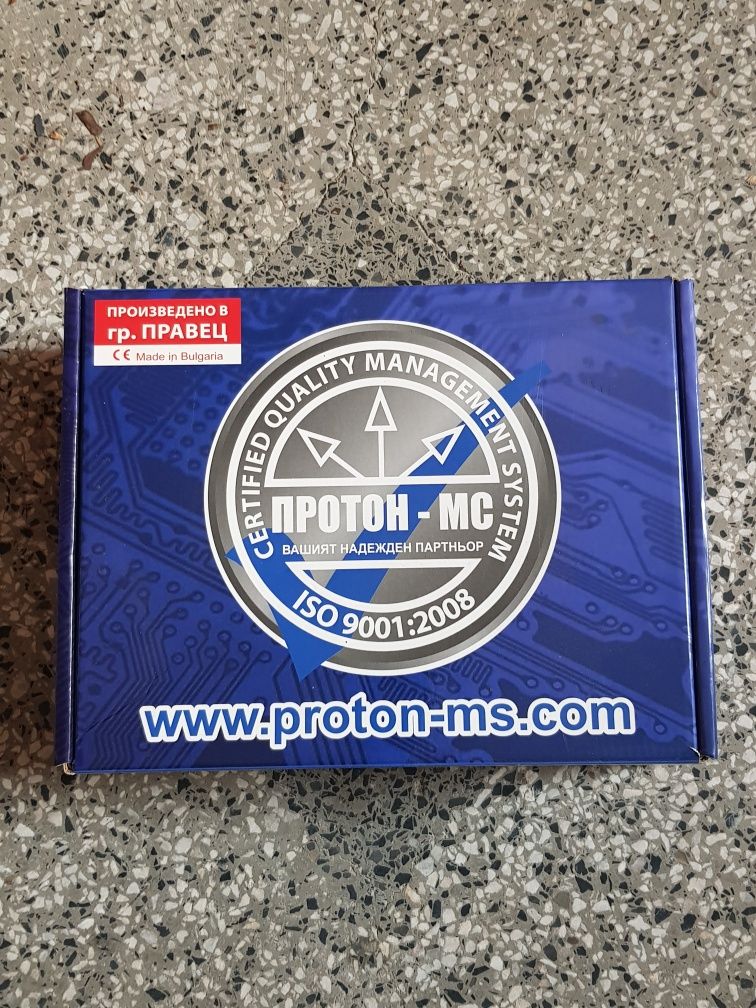 ПРОИЗВЕДЕНО В
гр. ПРАВЕЦ
CE Made in Bulgaria
CERTIFIED QUALITY MANAGEMENT SYSTEM
ПРОТОН - МС
ВАШИЯТ НАДЕЖДЕН ПАРТНЬОР
ISO 9001:2008
www.proton-ms.com